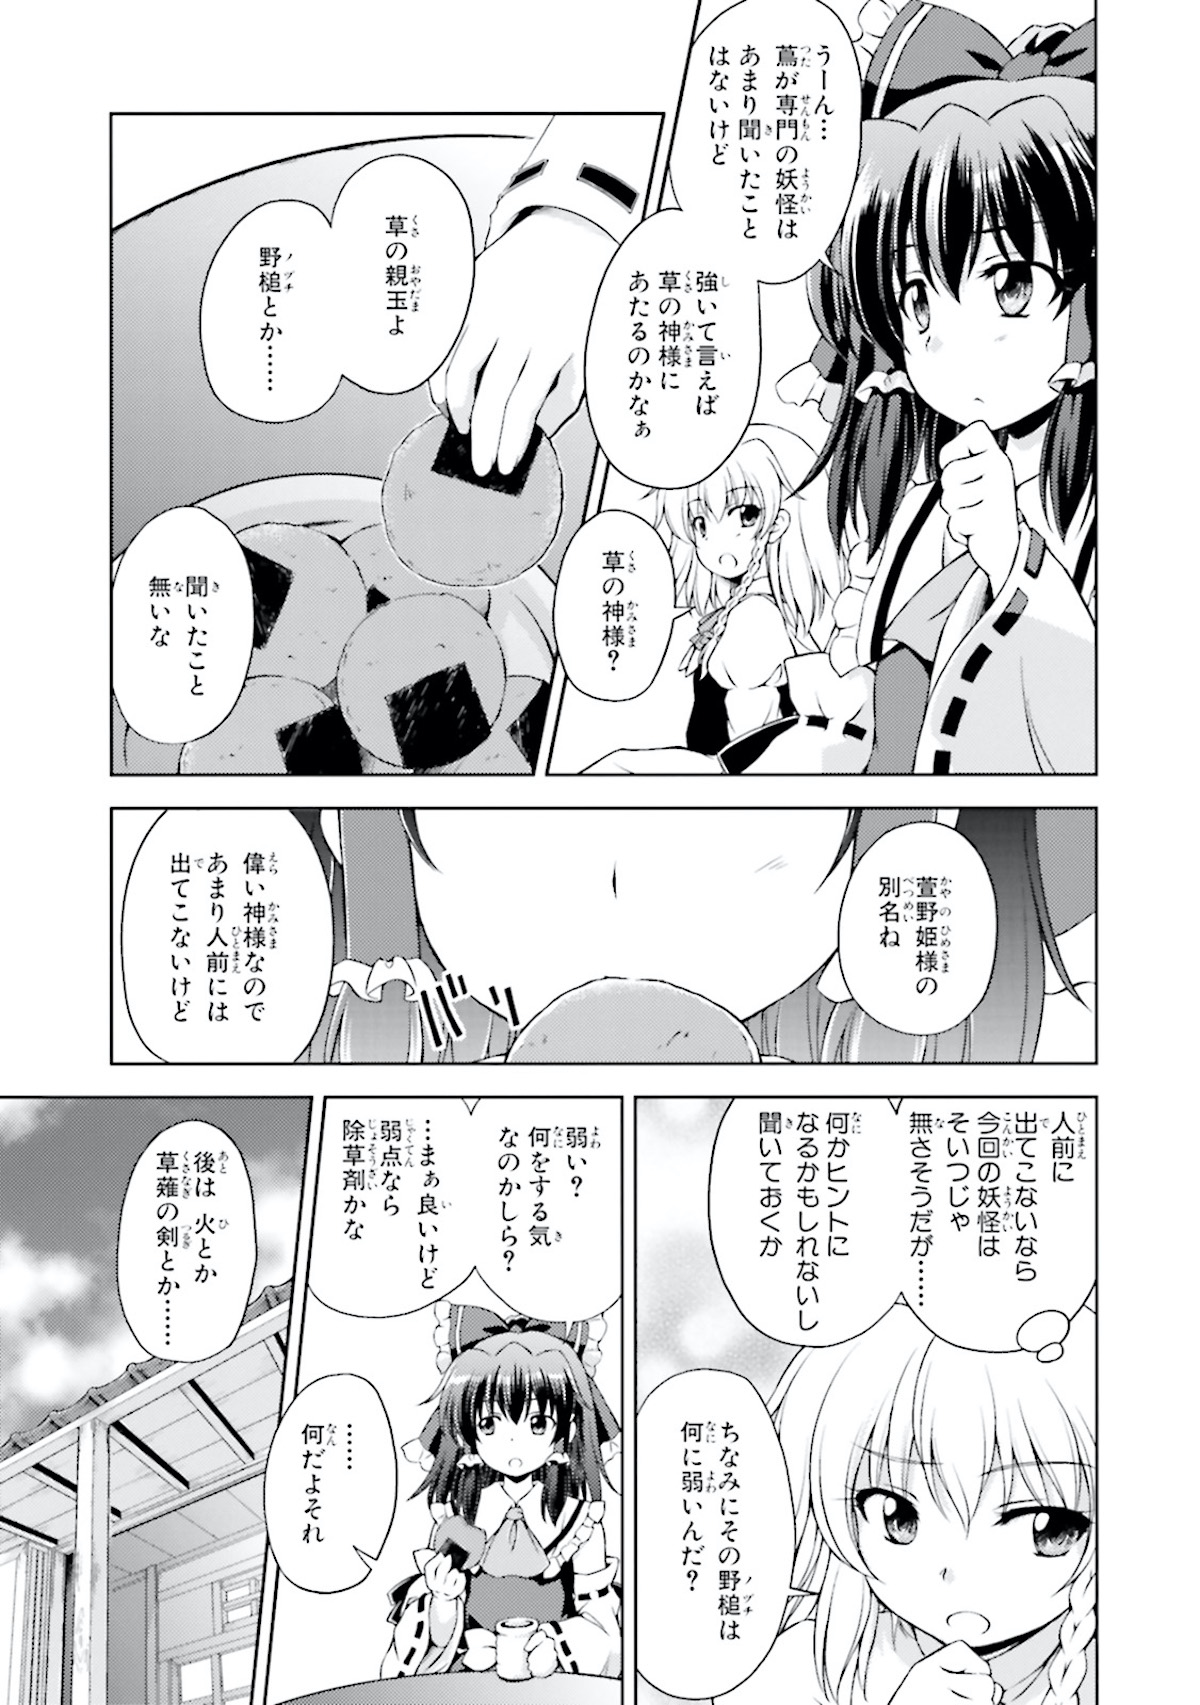 うーん…
蔦が専門の妖怪は
あまり聞いたこと
はないけど
強いて言えば
草の神様に
あたるのかなぁ
草の神様？
草の親玉よ
野槌とか……
聞いたこと
無いな
萱野姫様の
別名ね
バリ
偉い神様なので
あまり人前には
出てこないけど
人前に
出てこないなら
今回の妖怪は
そいつじゃ
無さそうだが……
何かヒントに
なるかもしれないし
聞いておくか
ちなみにその野槌は
何に弱いんだ？
弱い？
何をする気
なのかしら？
…まぁ良いけど
弱点なら
除草剤かな
……
何だよそれ
後は 火とか
草薙の剣とか……